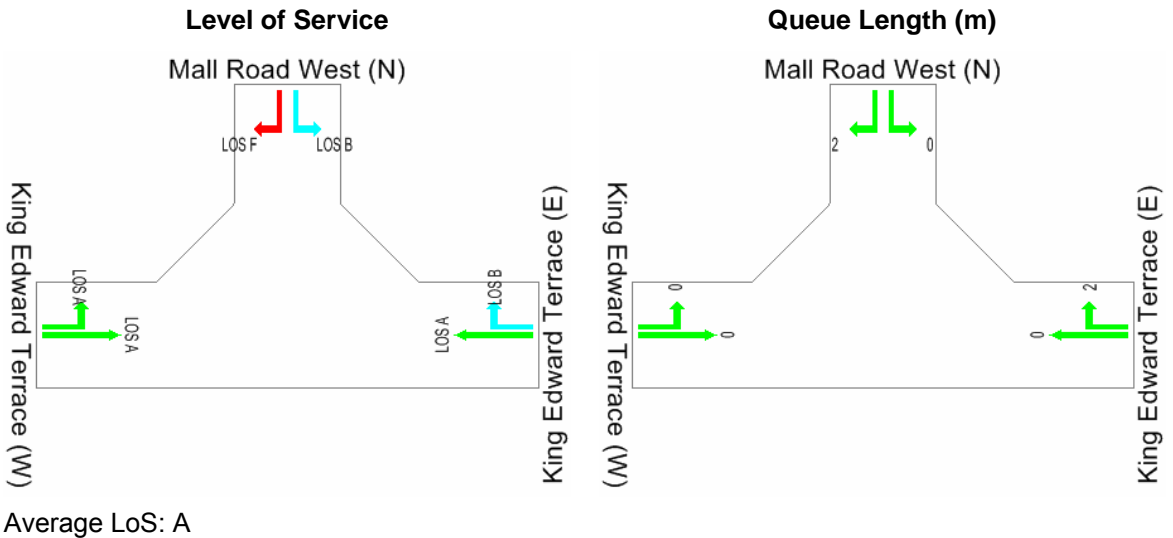 Level of Service
Mall Road West (N)
LOS F
LOS B
King Edward Terrace (W)
LOS A
LOS A
LOS B
LOS A
King Edward Terrace (E)
Queue Length (m)
Mall Road West (N)
2
0
King Edward Terrace (W)
0
0
2
0
King Edward Terrace (E)
Average LoS: A